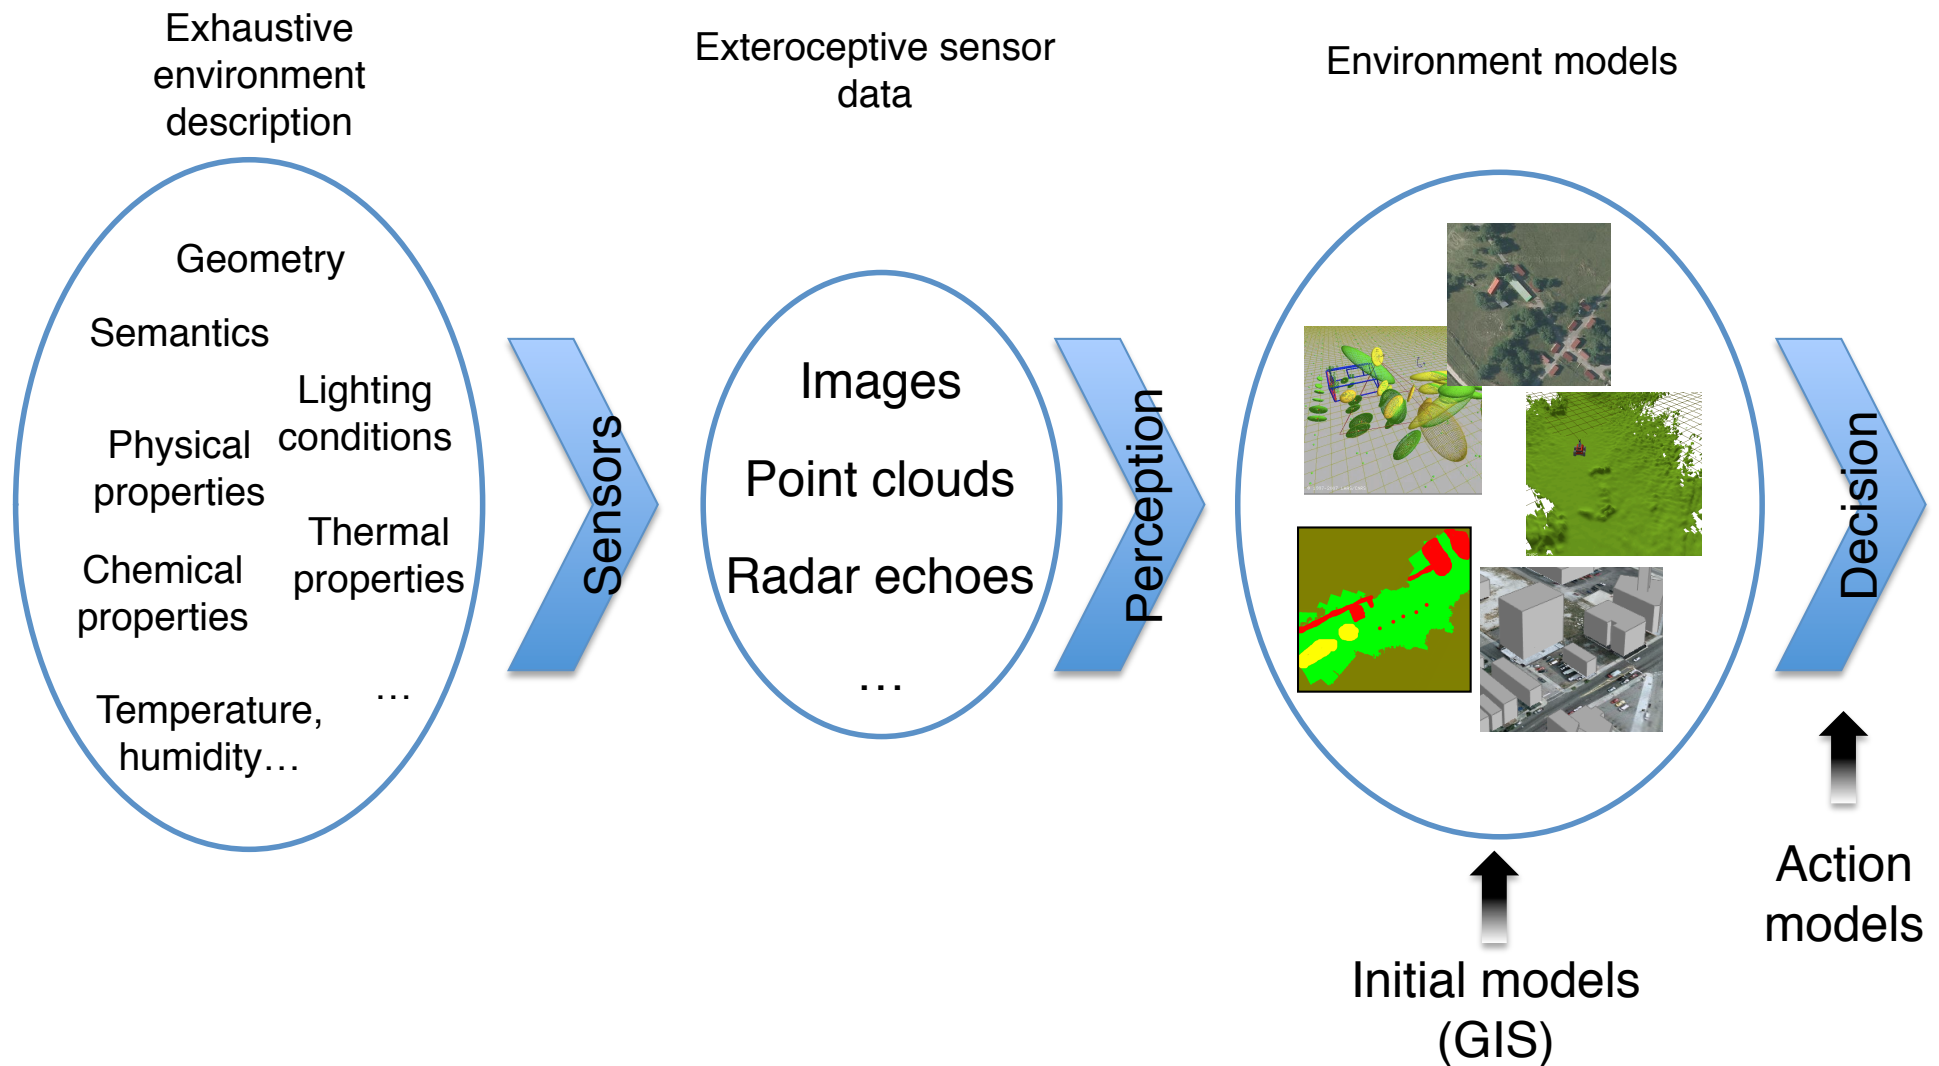 Exhaustive
environment
description
Exteroceptive sensor
data
Environment models
Geometry
Semantics
Lighting
conditions
Physical
properties
Thermal
properties
Chemical
properties
…
Temperature,
humidity…
Sensors
Images
Point clouds
Radar echoes
…
Perception
Decision
Action
models
Initial models
(GIS)